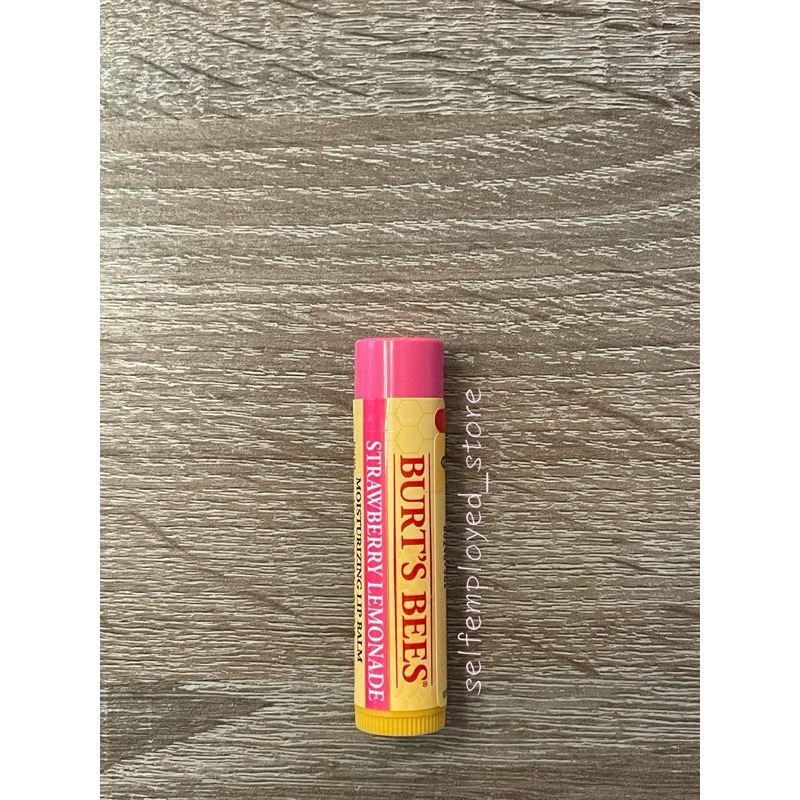 BURT'S BEES®
STRAWBERRY LEMONADE
MOISTURIZING LIP BALM
selfemployed_store